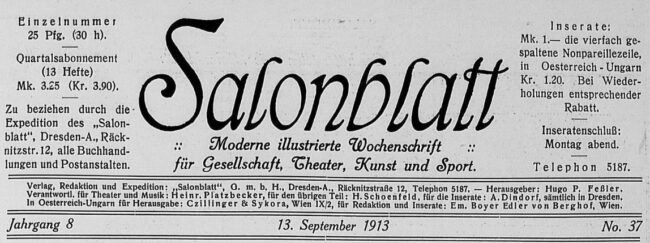 Einzelnummer
25 Pfg. (30 h).
Quartalsabonnement
(13 Hefte)
Mk. 3.25 (Kr. 3.90).
Zu beziehen durch die
Expedition des „Salon-
blatt", Dresden-A., Räck-
nitzstr. 12, alle Buchhand-
lungen und Postanstalten.
Salonblatt
:: Moderne illustrierte Wochenschrift ::
für Gesellschaft, Theater, Kunst und Sport.
Inserate:
Mk. 1.— die vierfach ge-
spaltene Nonpareillezeile,
in Oesterreich-Ungarn
Kr. 1.20. Bei Wieder-
holungen entsprechender
Rabatt.
Inseratenschluß:
Montag abend.
Telephon 5187.
Verlag, Redaktion und Expedition: „Salonblatt", G. m. b. H., Dresden-A., Räcknitzstraße 12, Telephon 5187. — Herausgeber: Hugo P. Feßler.
Verantwortl. für Theater und Musik: Heinr. Platzbecker, für den übrigen Teil: H. Schoenfeld, für die Inserate: A. Dindorf, sämtlich in Dresden.
In Oesterreich-Ungarn für Herausgabe: Czillinger & Sykora, Wien IX/2, für Redaktion und Inserate: Em. Boyer Edler von Berghof, Wien.
Jahrgang 8 13. September 1913 No. 37